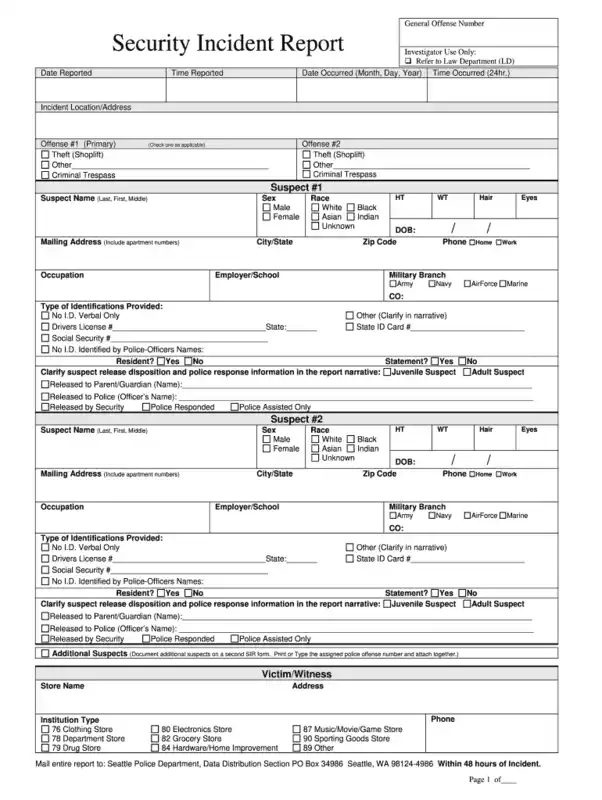 General Offense Number
Security Incident Report
Investigator Use Only:
❑ Refer to Law Department (LD)
Date Reported Time Reported Date Occurred (Month, Day, Year) Time Occurred (24hr.)
Incident Location/Address
Offense #1 (Primary) (Check one as applicable) Offense #2
☐ Theft (Shoplift) ☐ Theft (Shoplift)
☐ Other____ ☐ Other____
☐ Criminal Trespass ☐ Criminal Trespass
Suspect #1
Suspect Name (Last, First, Middle) Sex Race HT WT Hair Eyes
☐ Male ☐ White ☐ Black
☐ Female ☐ Asian ☐ Indian
☐ Unknown DOB: / /
Mailing Address (Include apartment numbers) City/State Zip Code Phone ☐Home ☐Work
Occupation Employer/School Military Branch
☐Army ☐Navy ☐AirForce ☐Marine
CO:
Type of Identifications Provided:
☐ No I.D. Verbal Only ☐ Other (Clarify in narrative)
☐ Drivers License #____State:____ ☐ State ID Card #____
☐ Social Security #____
☐ No I.D. Identified by Police-Officers Names:
Resident? ☐Yes ☐No Statement? ☐Yes ☐No
Clarify suspect release disposition and police response information in the report narrative: ☐Juvenile Suspect ☐Adult Suspect
☐Released to Parent/Guardian (Name):____
☐Released to Police (Officer's Name): ____
☐Released by Security ☐Police Responded ☐Police Assisted Only
Suspect #2
Suspect Name (Last, First, Middle) Sex Race HT WT Hair Eyes
☐ Male ☐ White ☐ Black
☐ Female ☐ Asian ☐ Indian
☐ Unknown DOB: / /
Mailing Address (Include apartment numbers) City/State Zip Code Phone ☐Home ☐Work
Occupation Employer/School Military Branch
☐Army ☐Navy ☐AirForce ☐Marine
CO:
Type of Identifications Provided:
☐ No I.D. Verbal Only ☐ Other (Clarify in narrative)
☐ Drivers License #____State:____ ☐ State ID Card #____
☐ Social Security #____
☐ No I.D. Identified by Police-Officers Names:
Resident? ☐Yes ☐No Statement? ☐Yes ☐No
Clarify suspect release disposition and police response information in the report narrative: ☐Juvenile Suspect ☐Adult Suspect
☐Released to Parent/Guardian (Name):____
☐Released to Police (Officer's Name): ____
☐Released by Security ☐Police Responded ☐Police Assisted Only
☐ Additional Suspects (Document additional suspects on a second SIR form. Print or Type the assigned police offense number and attach together.)
Victim/Witness
Store Name Address
Institution Type Phone
☐ 76 Clothing Store ☐ 80 Electronics Store ☐ 87 Music/Movie/Game Store
☐ 78 Department Store ☐ 82 Grocery Store ☐ 90 Sporting Goods Store
☐ 79 Drug Store ☐ 84 Hardware/Home Improvement ☐ 89 Other
Mail entire report to: Seattle Police Department, Data Distribution Section PO Box 34986 Seattle, WA 98124-4986 Within 48 hours of Incident.
Page 1 of____